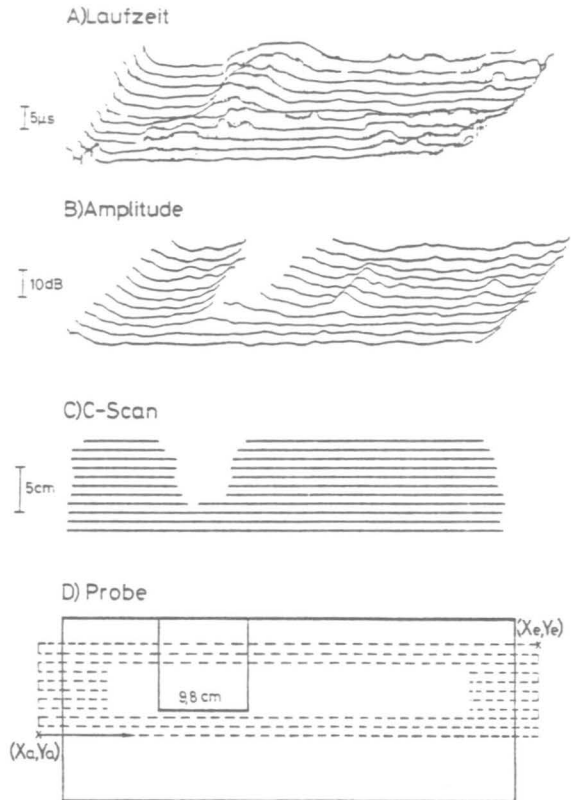 A)Laufzeit
5µs
B)Amplitude
10dB
C)C-Scan
5cm
D) Probe
(Xe,Ye)
9,8 cm
(Xa,Ya)